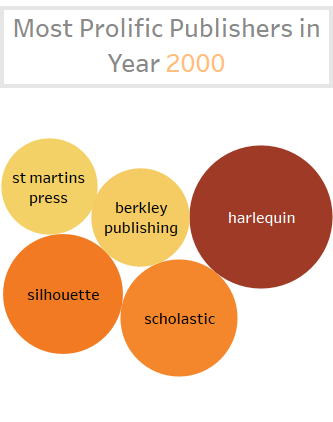 Most Prolific Publishers in
Year 2000
st martins
press
berkley
publishing
harlequin
silhouette
scholastic